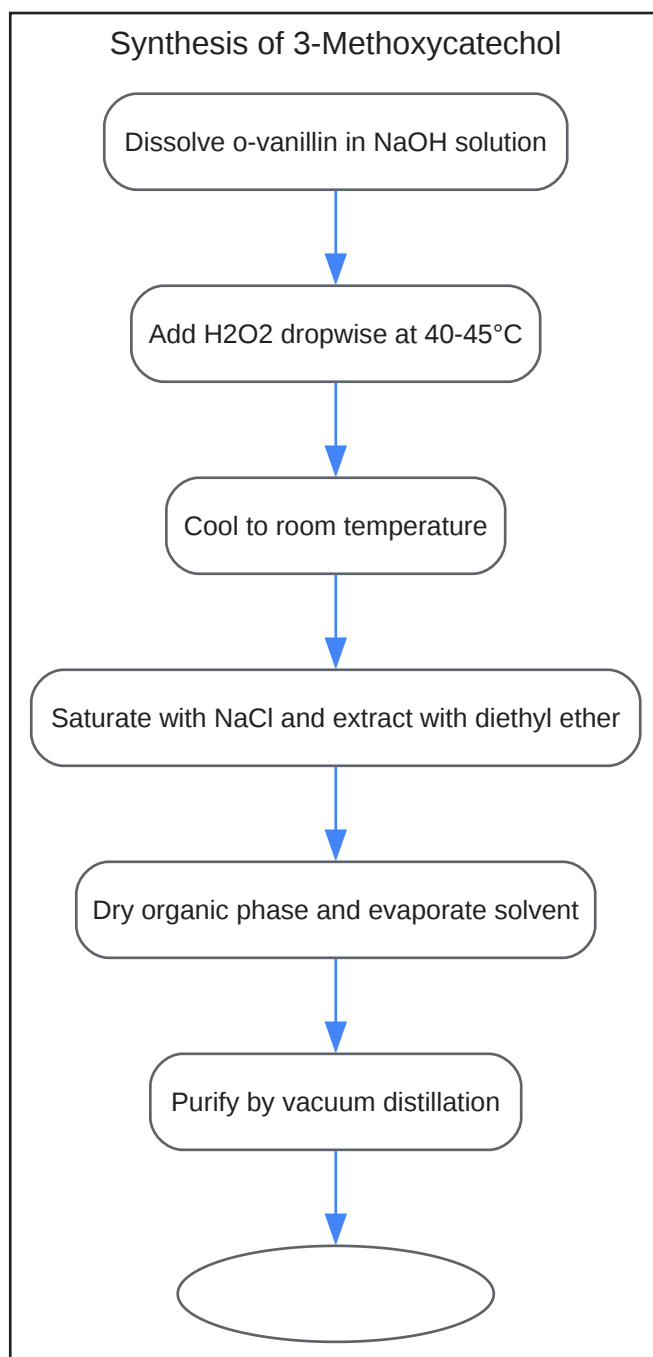 Synthesis of 3-Methoxycatechol
Dissolve o-vanillin in NaOH solution
Add H2O2 dropwise at 40-45°C
Cool to room temperature
Saturate with NaCl and extract with diethyl ether
Dry organic phase and evaporate solvent
Purify by vacuum distillation